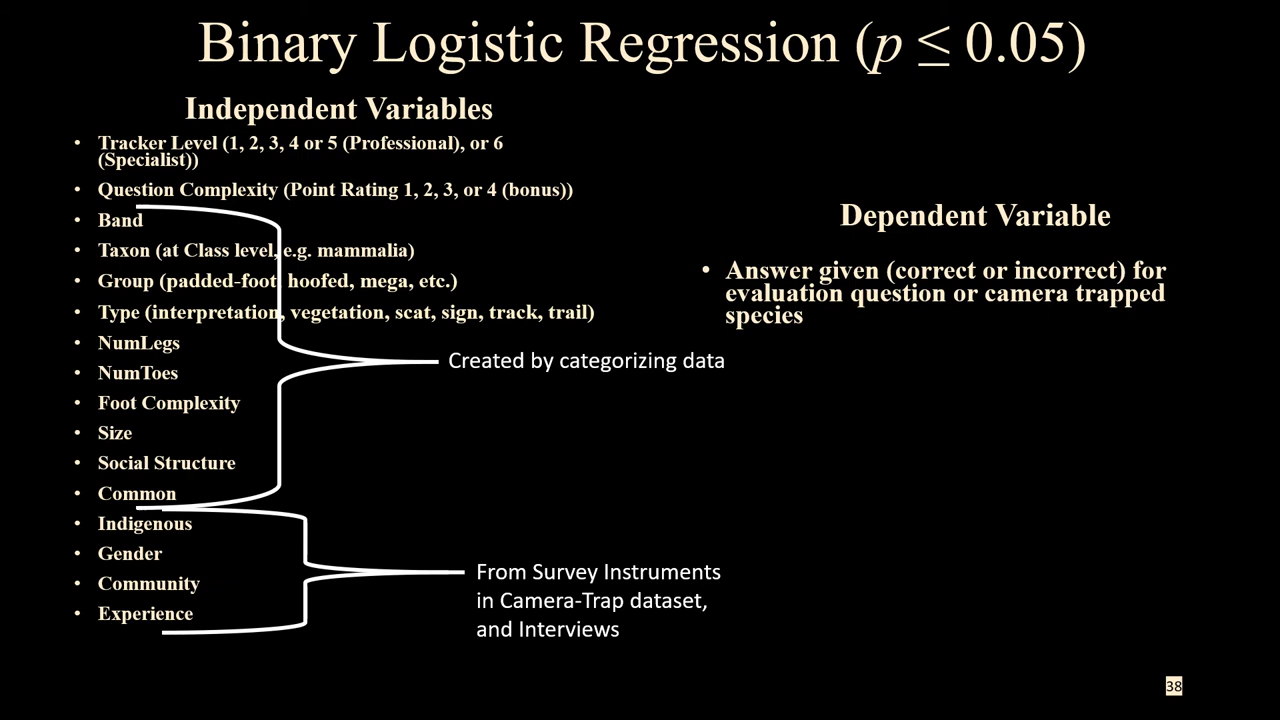 Binary Logistic Regression (p ≤ 0.05)
Independent Variables
• Tracker Level (1, 2, 3, 4 or 5 (Professional), or 6
(Specialist))
• Question Complexity (Point Rating 1, 2, 3, or 4 (bonus))
• Band
• Taxon (at Class level, e.g. mammalia)
• Group (padded-foot, hoofed, mega, etc.)
• Type (interpretation, vegetation, scat, sign, track, trail)
• NumLegs
• NumToes
• Foot Complexity
• Size
• Social Structure
• Common
• Indigenous
• Gender
• Community
• Experience
Created by categorizing data
From Survey Instruments
in Camera-Trap dataset,
and Interviews
Dependent Variable
• Answer given (correct or incorrect) for
evaluation question or camera trapped
species
38